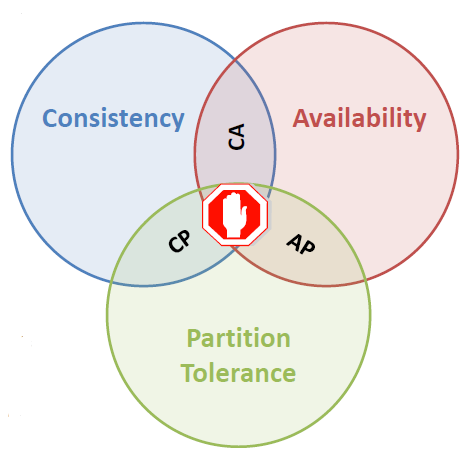 Consistency
Availability
CA
CP
AP
Partition
Tolerance